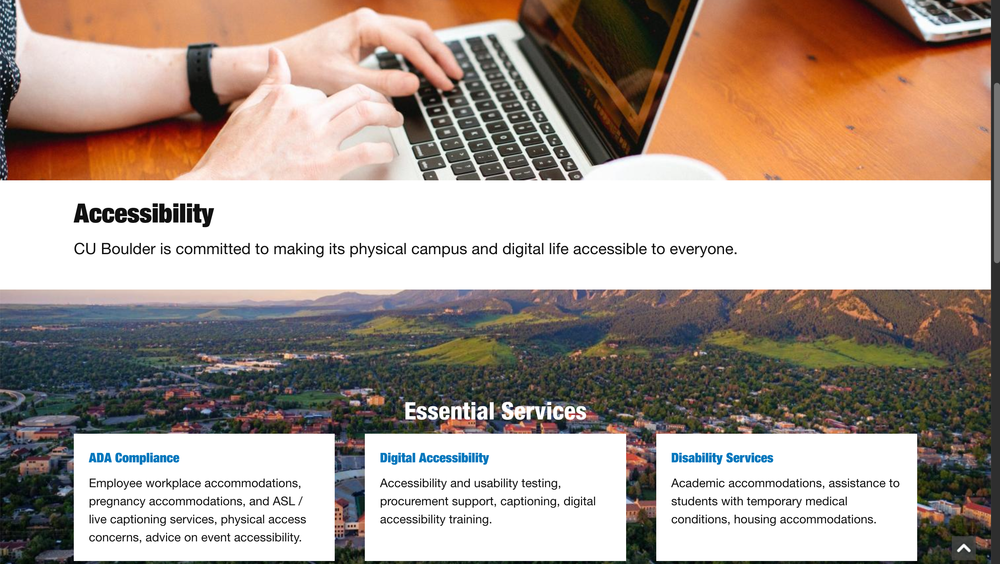 Accessibility
CU Boulder is committed to making its physical campus and digital life accessible to everyone.
Essential Services
ADA Compliance
Employee workplace accommodations,
pregnancy accommodations, and ASL /
live captioning services, physical access
concerns, advice on event accessibility.
Digital Accessibility
Accessibility and usability testing,
procurement support, captioning, digital
accessibility training.
Disability Services
Academic accommodations, assistance to
students with temporary medical
conditions, housing accommodations.